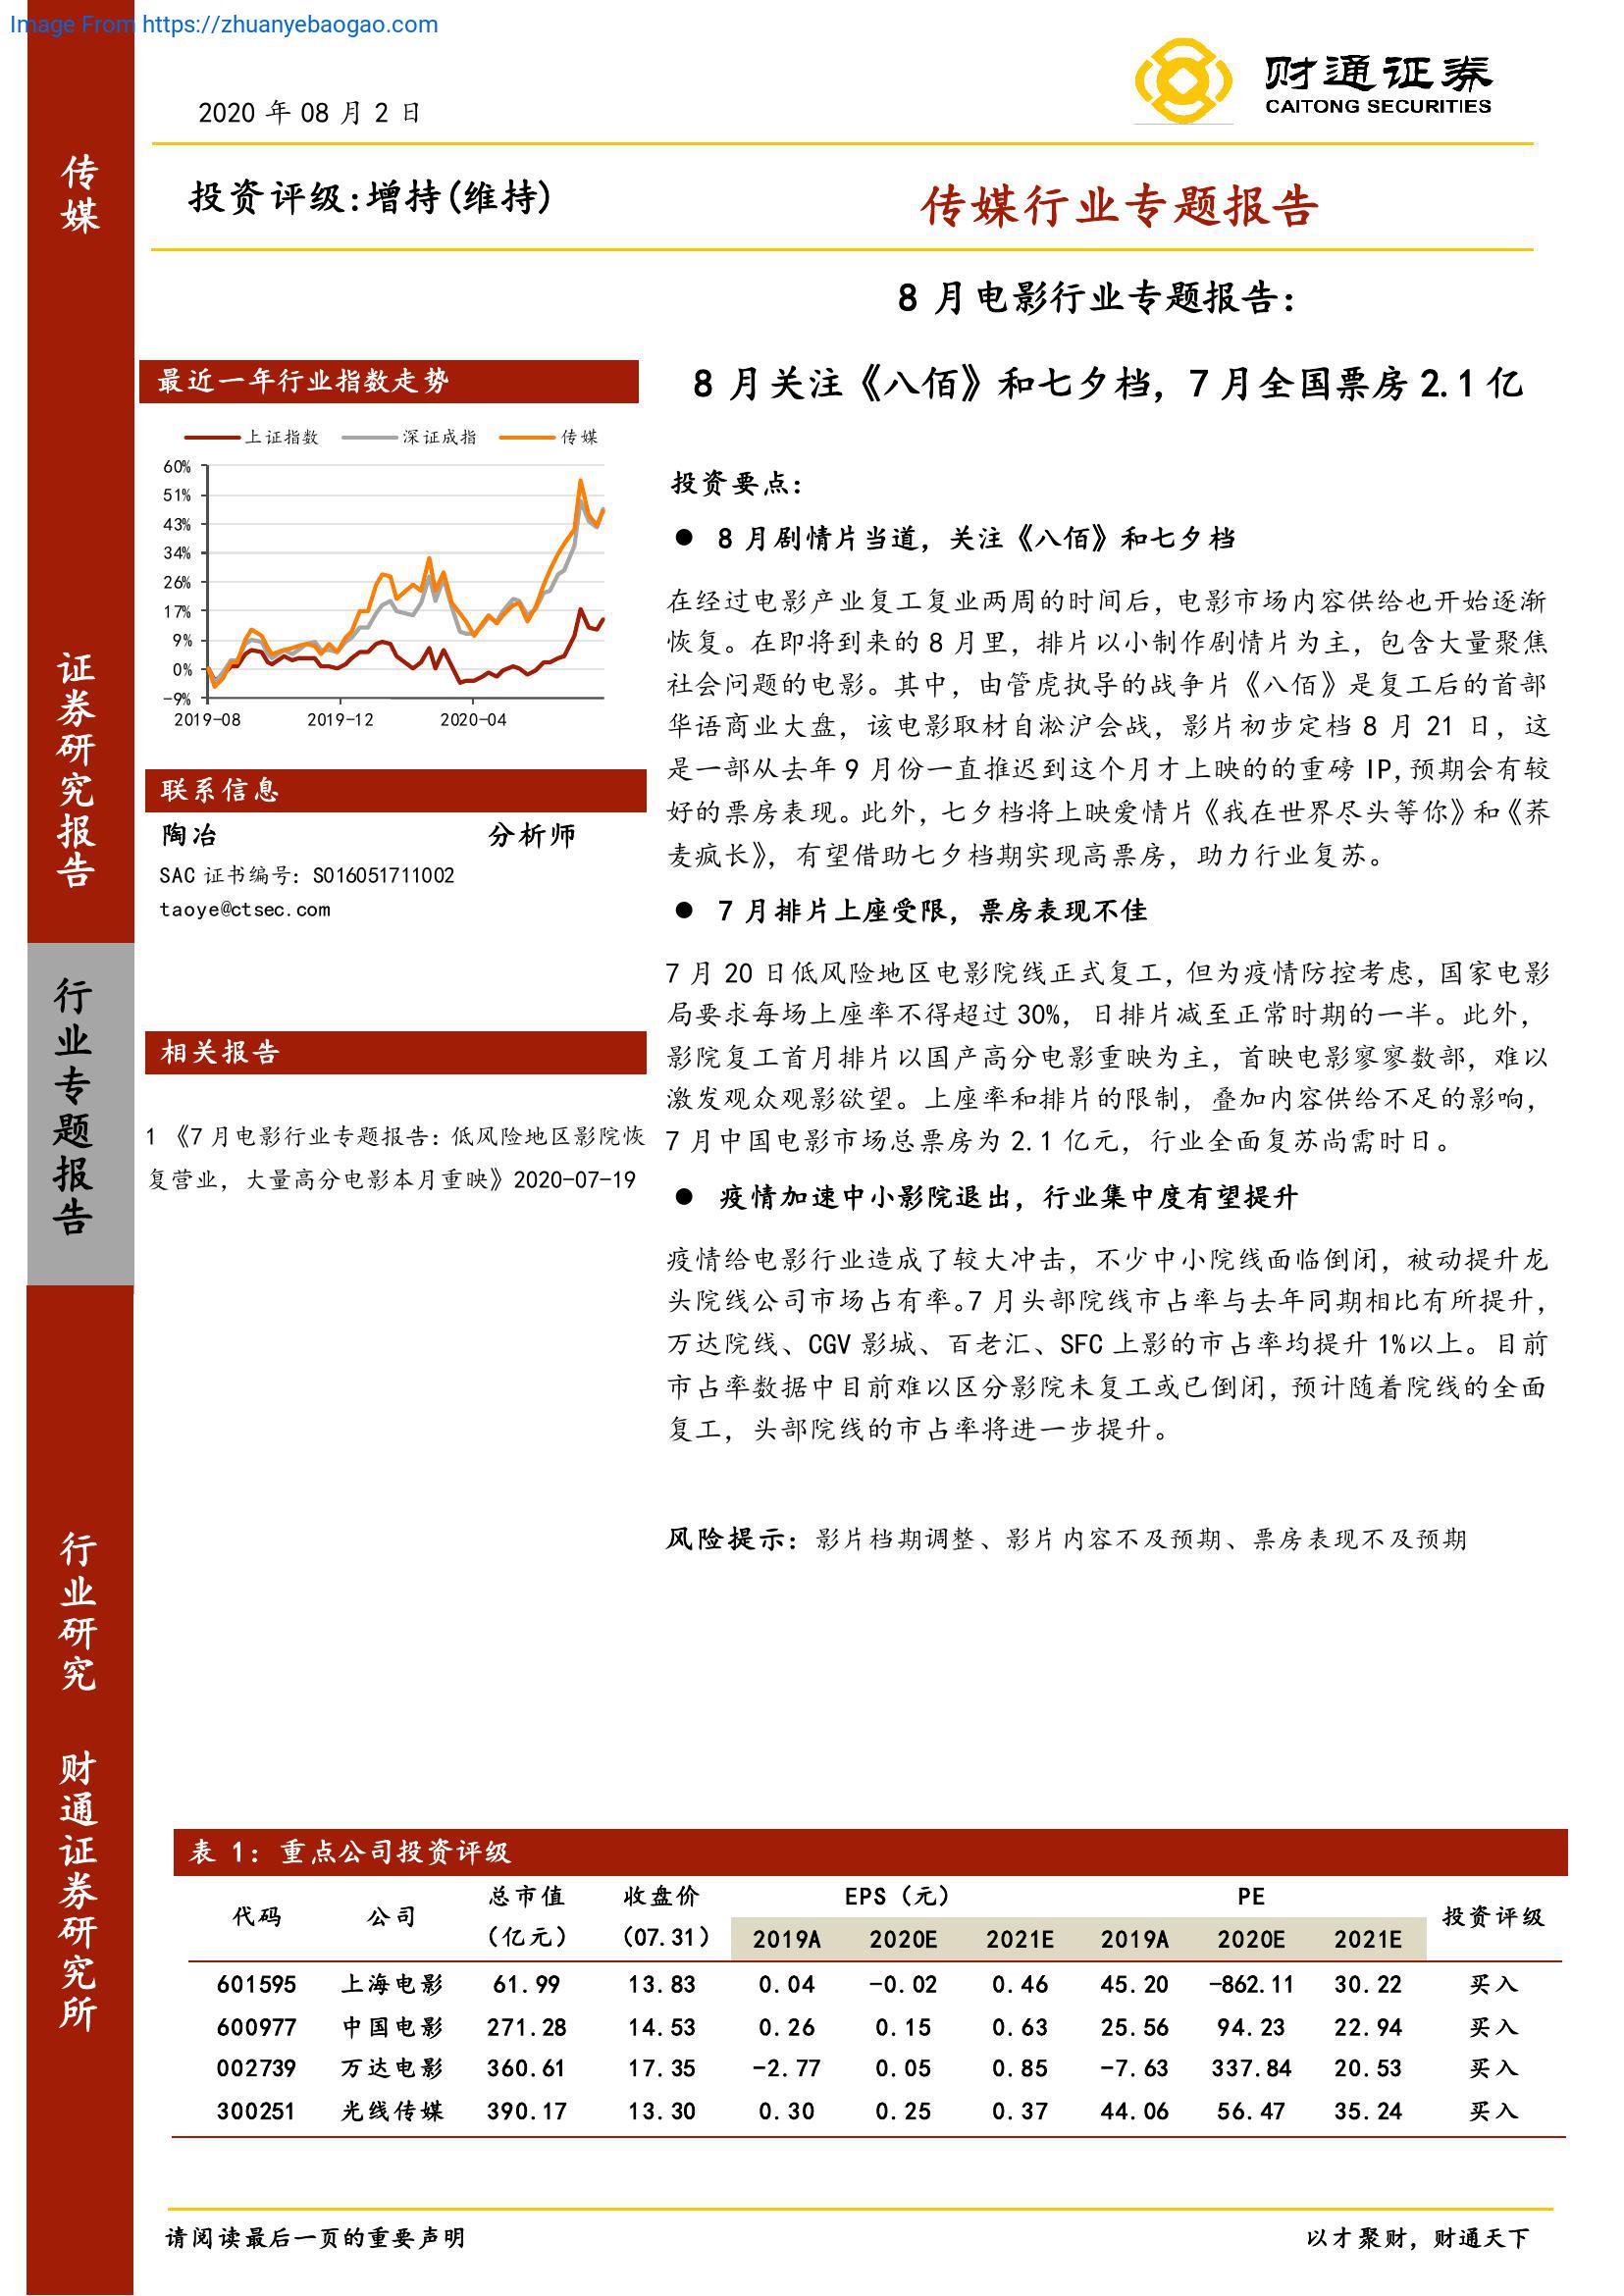 Image From https://zhuanyebaogao.com
2020 年 08 月 2 日
财通证券
CAITONG SECURITIES
传媒
投资评级:增持(维持)
传媒行业专题报告
8 月电影行业专题报告：
8 月关注《八佰》和七夕档，7 月全国票房 2.1 亿
最近一年行业指数走势
上证指数 深证成指 传媒
60%
51%
43%
34%
26%
17%
9%
0%
-9%
2019-08 2019-12 2020-04
证券研究报告
联系信息
陶冶 分析师
SAC 证书编号：S016051711002
taoye@ctsec.com
行业专题报告
相关报告
1 《7 月电影行业专题报告：低风险地区影院恢
复营业，大量高分电影本月重映》2020-07-19
投资要点：
● 8 月剧情片当道，关注《八佰》和七夕档
在经过电影产业复工复业两周的时间后，电影市场内容供给也开始逐渐
恢复。在即将到来的 8 月里，排片以小制作剧情片为主，包含大量聚焦
社会问题的电影。其中，由管虎执导的战争片《八佰》是复工后的首部
华语商业大盘，该电影取材自淞沪会战，影片初步定档 8 月 21 日，这
是一部从去年 9 月份一直推迟到这个月才上映的的重磅 IP,预期会有较
好的票房表现。此外，七夕档将上映爱情片《我在世界尽头等你》和《荞
麦疯长》，有望借助七夕档期实现高票房，助力行业复苏。
● 7 月排片上座受限，票房表现不佳
7 月 20 日低风险地区电影院线正式复工，但为疫情防控考虑，国家电影
局要求每场上座率不得超过 30%，日排片减至正常时期的一半。此外，
影院复工首月排片以国产高分电影重映为主，首映电影寥寥数部，难以
激发观众观影欲望。上座率和排片的限制，叠加内容供给不足的影响，
7 月中国电影市场总票房为 2.1 亿元，行业全面复苏尚需时日。
● 疫情加速中小影院退出，行业集中度有望提升
疫情给电影行业造成了较大冲击，不少中小院线面临倒闭，被动提升龙
头院线公司市场占有率。7 月头部院线市占率与去年同期相比有所提升，
万达院线、CGV 影城、百老汇、SFC 上影的市占率均提升 1%以上。目前
市占率数据中目前难以区分影院未复工或已倒闭，预计随着院线的全面
复工，头部院线的市占率将进一步提升。
风险提示：影片档期调整、影片内容不及预期、票房表现不及预期
行业研究
财通证券研究所
表 1：重点公司投资评级
代码 公司 总市值 收盘价 EPS（元） PE 投资评级
（亿元） （07.31） 2019A 2020E 2021E 2019A 2020E 2021E
601595 上海电影 61.99 13.83 0.04 -0.02 0.46 45.20 -862.11 30.22 买入
600977 中国电影 271.28 14.53 0.26 0.15 0.63 25.56 94.23 22.94 买入
002739 万达电影 360.61 17.35 -2.77 0.05 0.85 -7.63 337.84 20.53 买入
300251 光线传媒 390.17 13.30 0.30 0.25 0.37 44.06 56.47 35.24 买入
请阅读最后一页的重要声明
以才聚财，财通天下